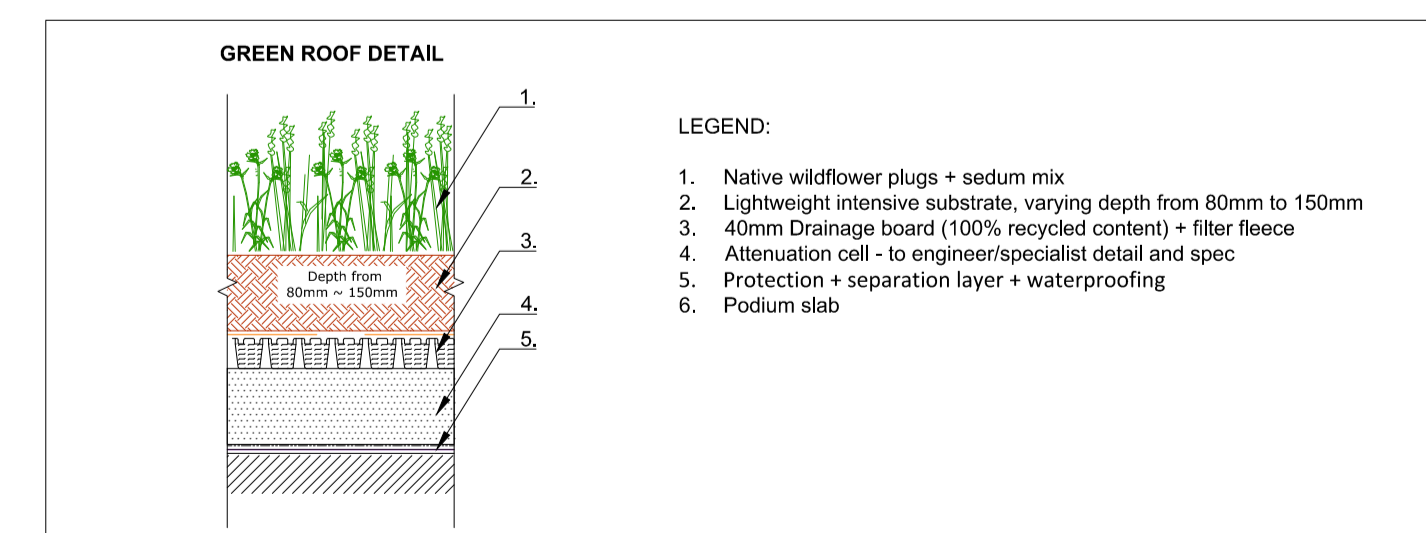 GREEN ROOF DETAIL
1.
2.
3.
4.
5.
Depth from
80mm ~ 150mm
LEGEND:
1. Native wildflower plugs + sedum mix
2. Lightweight intensive substrate, varying depth from 80mm to 150mm
3. 40mm Drainage board (100% recycled content) + filter fleece
4. Attenuation cell - to engineer/specialist detail and spec
5. Protection + separation layer + waterproofing
6. Podium slab